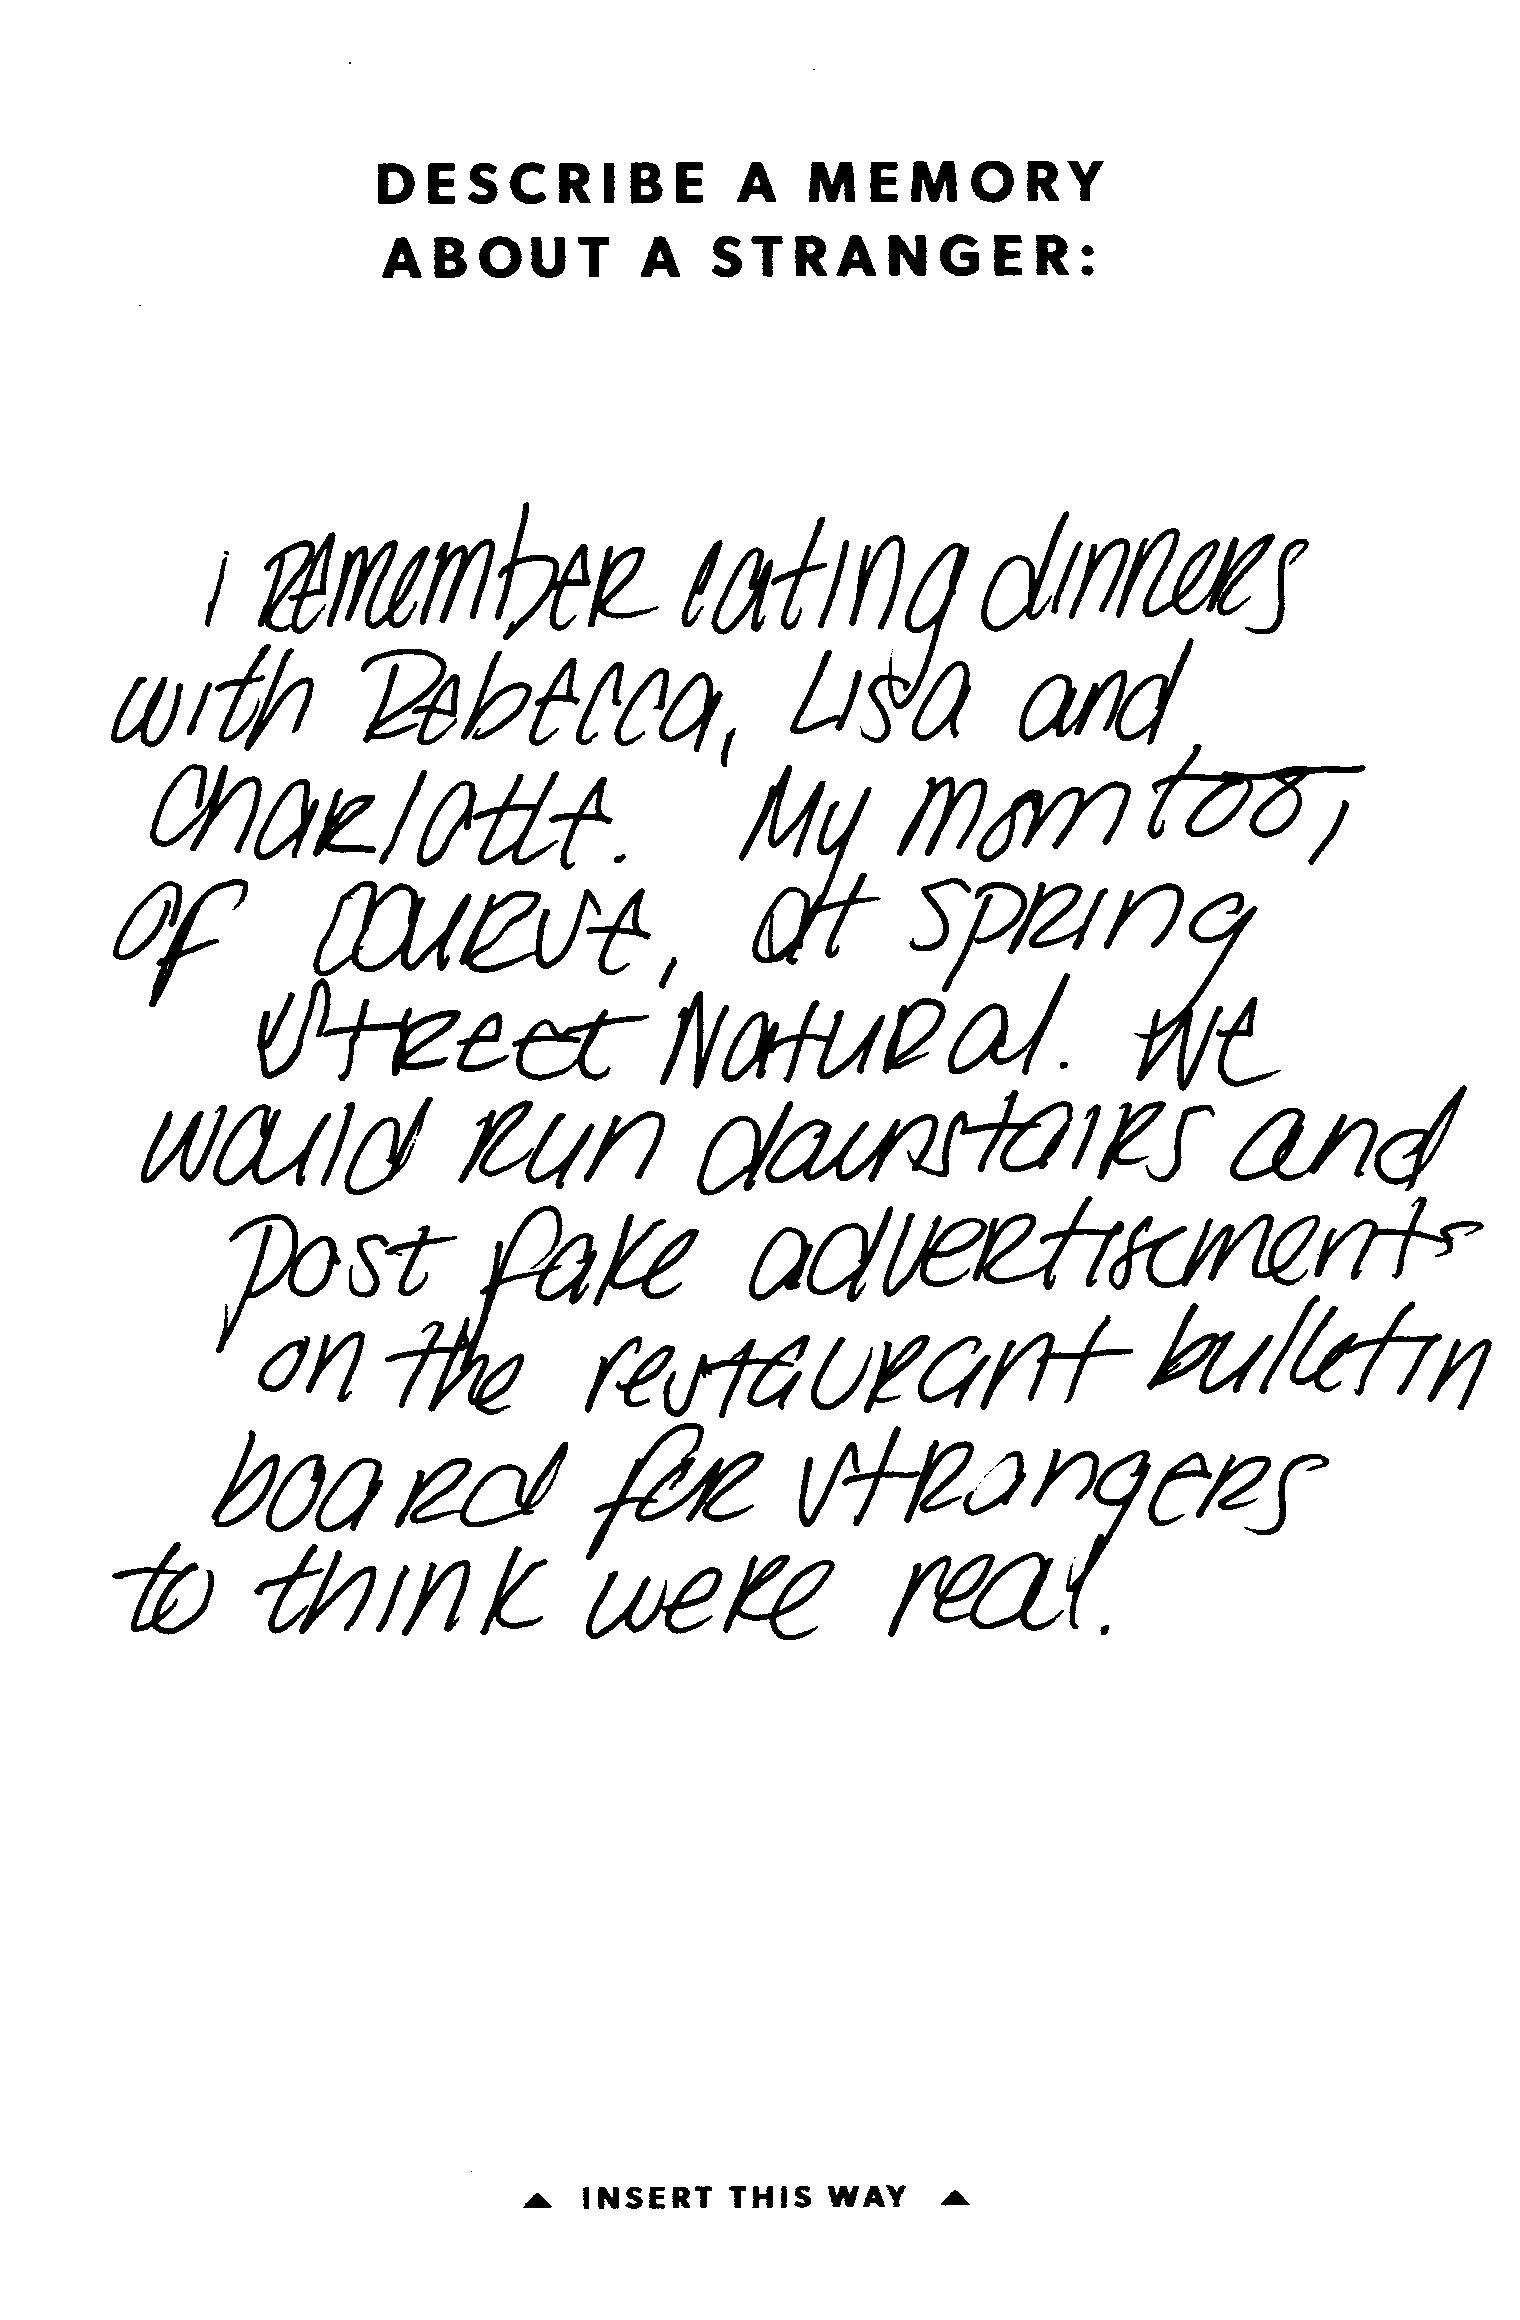 DESCRIBE A MEMORY
ABOUT A STRANGER:
I REMEMBER eating dinners
with Rebecca, Lisa and
Charlotte. My mom too,
of course, at Spring
Street Natural. We
would run downstairs and
post fake advertisements
on the restaurant bulletin
board for strangers
to think were real.
▲ INSERT THIS WAY ▲